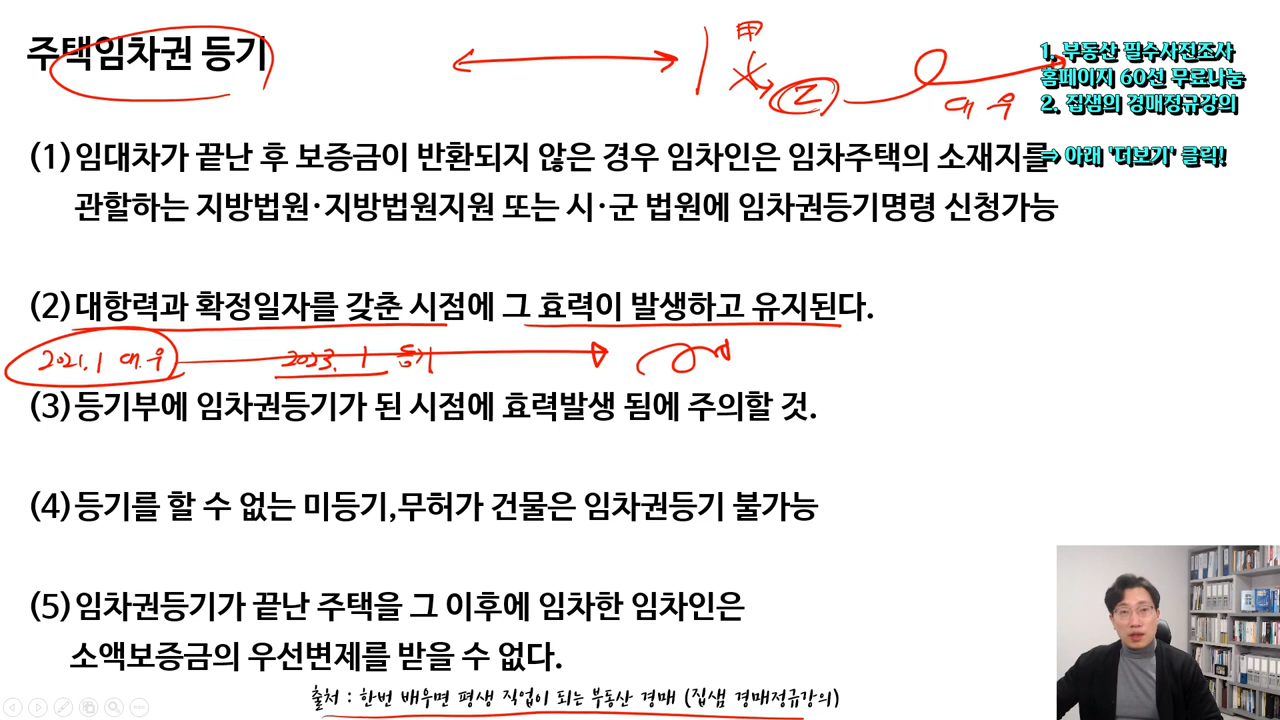 주택임차권 등기
甲
2
대 우
1. 부동산 필수사전조사
홈페이지 60선 무료나눔
2. 집샘의 경매정규강의
⇒ 아래 '더보기' 클릭!
(1) 임대차가 끝난 후 보증금이 반환되지 않은 경우 임차인은 임차주택의 소재지를
관할하는 지방법원·지방법원지원 또는 시·군 법원에 임차권등기명령 신청가능
(2) 대항력과 확정일자를 갖춘 시점에 그 효력이 발생하고 유지된다.
2021.1 대.우 2023. 1 등기
(3) 등기부에 임차권등기가 된 시점에 효력발생 됨에 주의할 것.
(4) 등기를 할 수 없는 미등기,무허가 건물은 임차권등기 불가능
(5) 임차권등기가 끝난 주택을 그 이후에 임차한 임차인은
소액보증금의 우선변제를 받을 수 없다.
출처 : 한번 배우면 평생 직업이 되는 부동산 경매 (집샘 경매정규강의)